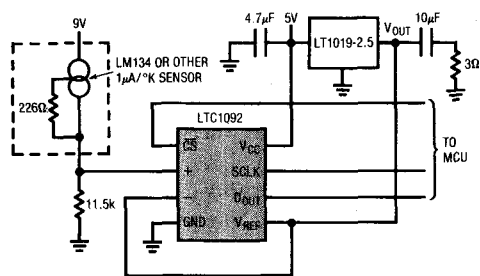 9V
4.7µF
5V
LT1019-2.5
VOUT
10µF
3Ω
LM134 OR OTHER
1µA/°K SENSOR
226Ω
LTC1092
CS
VCC
+
SCLK
–
DOUT
GND
VREF
TO
MCU
11.5k